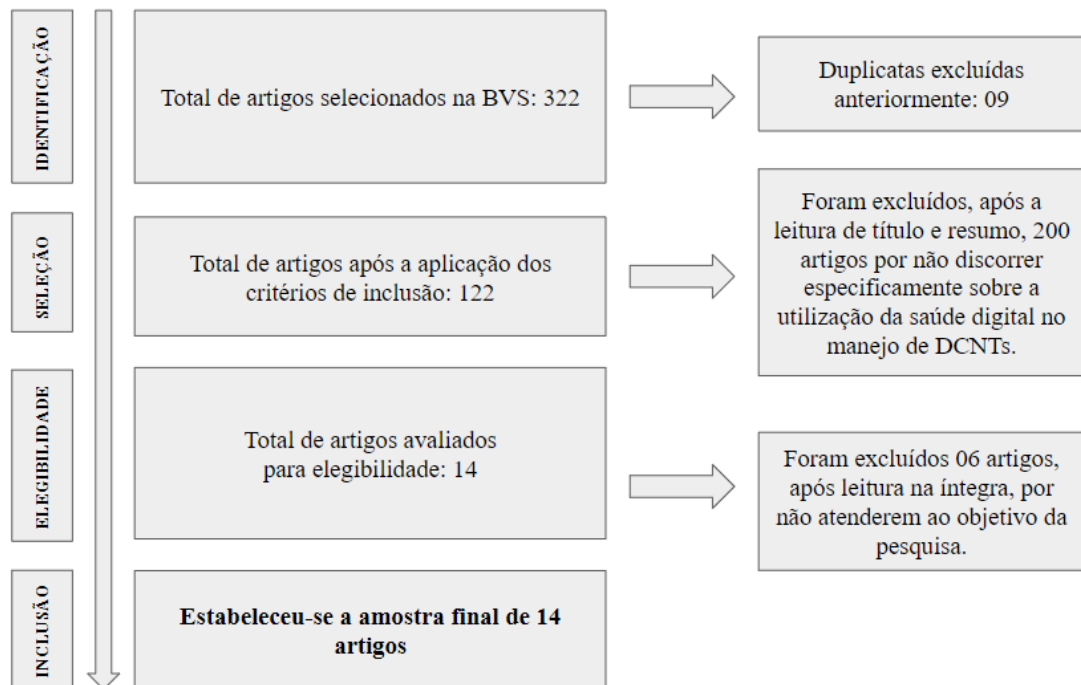 IDENTIFICAÇÃO
Total de artigos selecionados na BVS: 322
Duplicatas excluídas
anteriormente: 09
SELEÇÃO
Total de artigos após a aplicação dos
critérios de inclusão: 122
Foram excluídos, após a
leitura de título e resumo, 200
artigos por não discorrer
especificamente sobre a
utilização da saúde digital no
manejo de DCNTs.
ELEGIBILIDADE
Total de artigos avaliados
para elegibilidade: 14
Foram excluídos 06 artigos,
após leitura na íntegra, por
não atenderem ao objetivo da
pesquisa.
INCLUSÃO
Estabeleceu-se a amostra final de 14
artigos